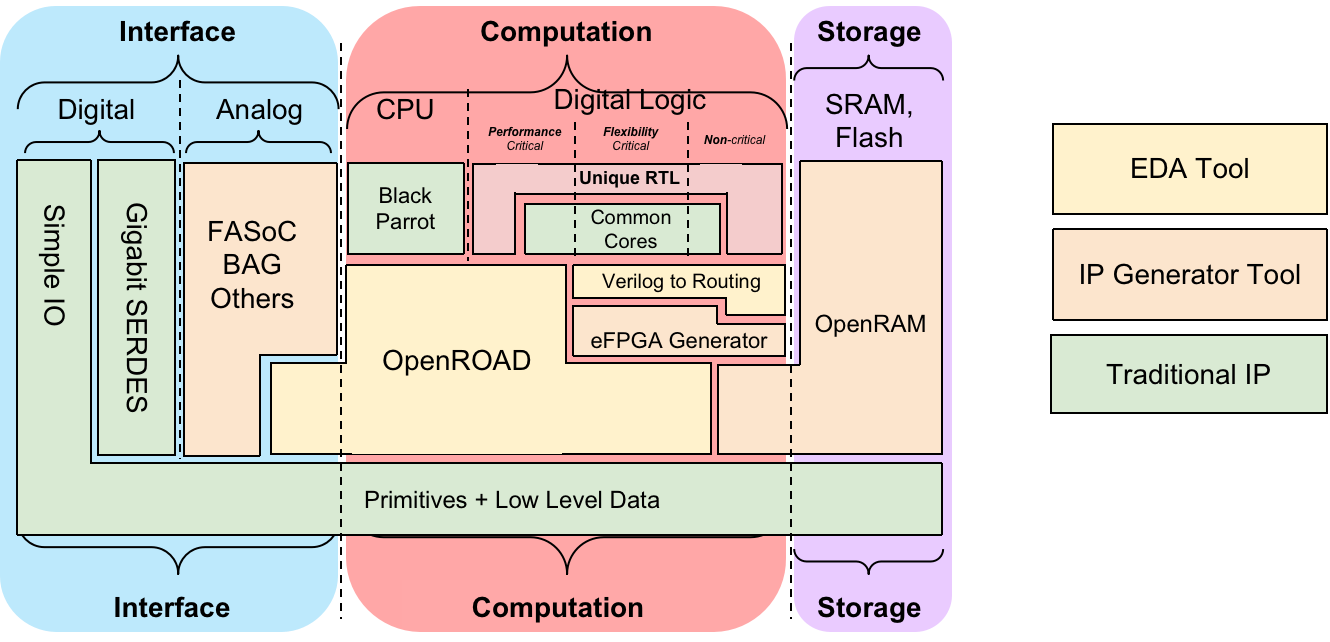 Interface
Computation
Storage
Digital
Analog
CPU
Digital Logic
SRAM,
Flash
Performance
Critical
Flexibility
Critical
Non-critical
EDA Tool
Unique RTL
Black
Parrot
Common
Cores
Simple IO
Gigabit SERDES
FASoC
BAG
Others
IP Generator Tool
Verilog to Routing
OpenRAM
eFPGA Generator
OpenROAD
Traditional IP
Primitives + Low Level Data
Interface
Computation
Storage